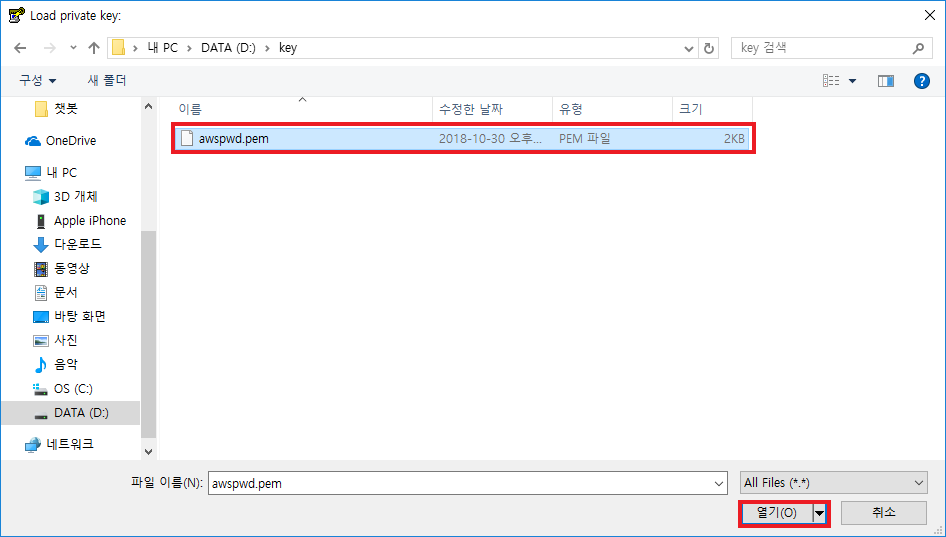 Load private key:
내 PC > DATA (D:) > key
key 검색
구성
새 폴더
?
이름 수정한 날짜 유형 크기
awspwd.pem 2018-10-30 오후... PEM 파일 2KB
챗봇
OneDrive
내 PC
3D 개체
Apple iPhone
다운로드
동영상
문서
바탕 화면
사진
음악
OS (C:)
DATA (D:)
네트워크
파일 이름(N): awspwd.pem
All Files (*.*)
열기(O) 취소